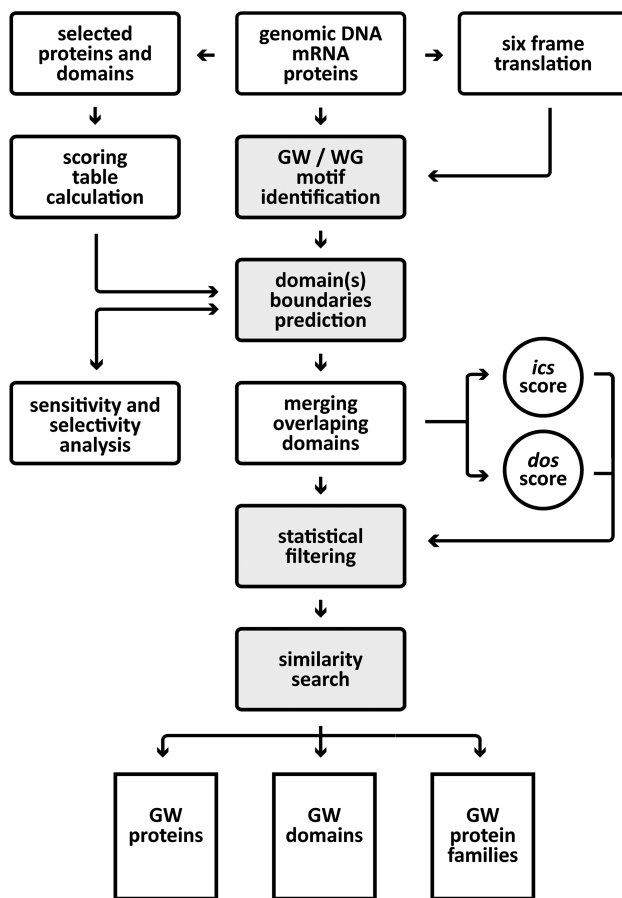 selected
proteins and
domains
genomic DNA
mRNA
proteins
six frame
translation
scoring
table
calculation
GW / WG
motif
identification
domain(s)
boundaries
prediction
sensitivity and
selectivity
analysis
merging
overlaping
domains
ics
score
dos
score
statistical
filtering
similarity
search
GW
proteins
GW
domains
GW
protein
families